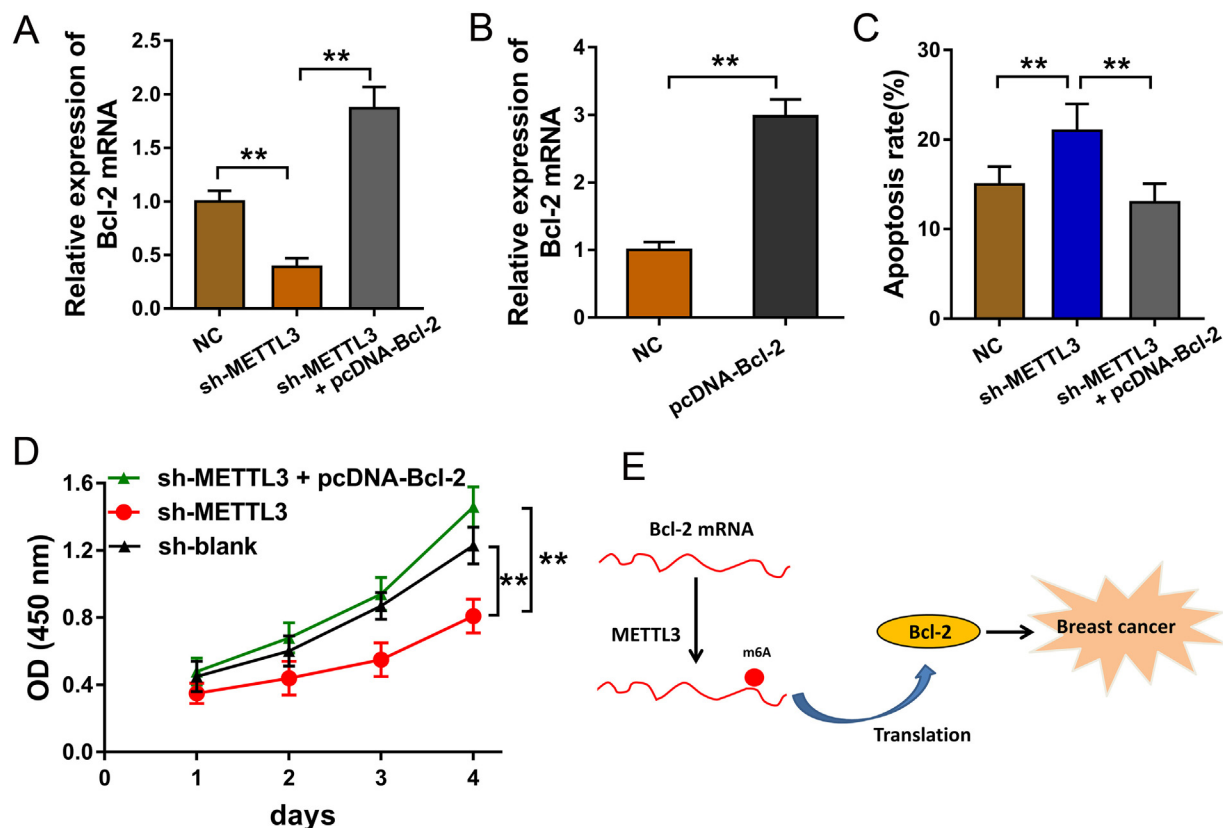 A
Relative expression of
Bcl-2 mRNA
2.5
2.0
1.5
1.0
0.5
0.0
**
**
NC
sh-METTL3
sh-METTL3
+ pcDNA-Bcl-2
B
Relative expression of
Bcl-2 mRNA
4
3
2
1
0
**
NC
pcDNA-Bcl-2
C
Apoptosis rate(%)
30
20
10
0
**
**
NC
sh-METTL3
sh-METTL3
+ pcDNA-Bcl-2
D
OD (450 nm)
1.6
1.2
0.8
0.4
0.0
sh-METTL3 + pcDNA-Bcl-2
sh-METTL3
sh-blank
**
**
0
1
2
3
4
days
E
Bcl-2 mRNA
METTL3
m6A
Translation
Bcl-2
Breast cancer